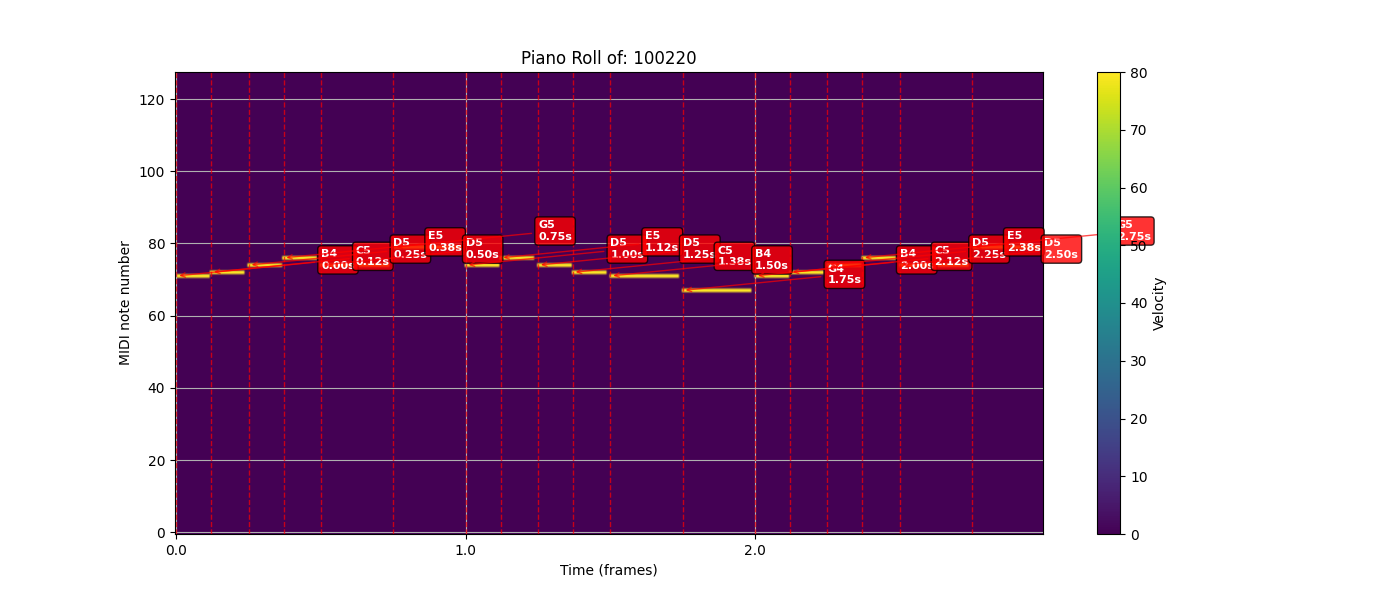 Piano Roll of: 100220
120
100
80
60
40
20
0
MIDI note number
B4
0.00s
C5
0.12s
D5
0.25s
E5
0.38s
D5
0.50s
G5
0.75s
D5
1.00s
E5
1.12s
D5
1.25s
C5
1.38s
B4
1.50s
G4
1.75s
B4
2.00s
C5
2.12s
D5
2.25s
E5
2.38s
D5
2.50s
G5
2.75s
0.0
1.0
2.0
Time (frames)
80
70
60
50
40
30
20
10
0
Velocity